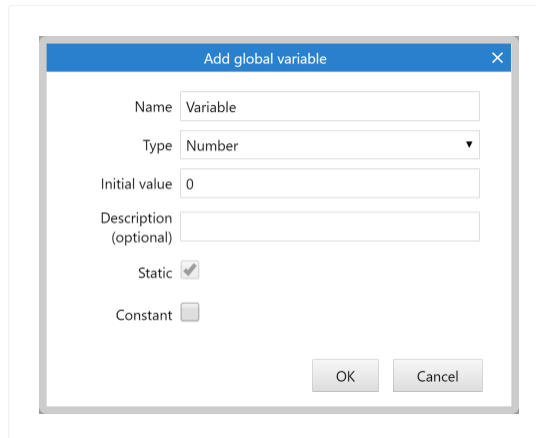 Add global variable
Name Variable
Type Number
Initial value 0
Description
(optional)
Static
Constant
OK Cancel